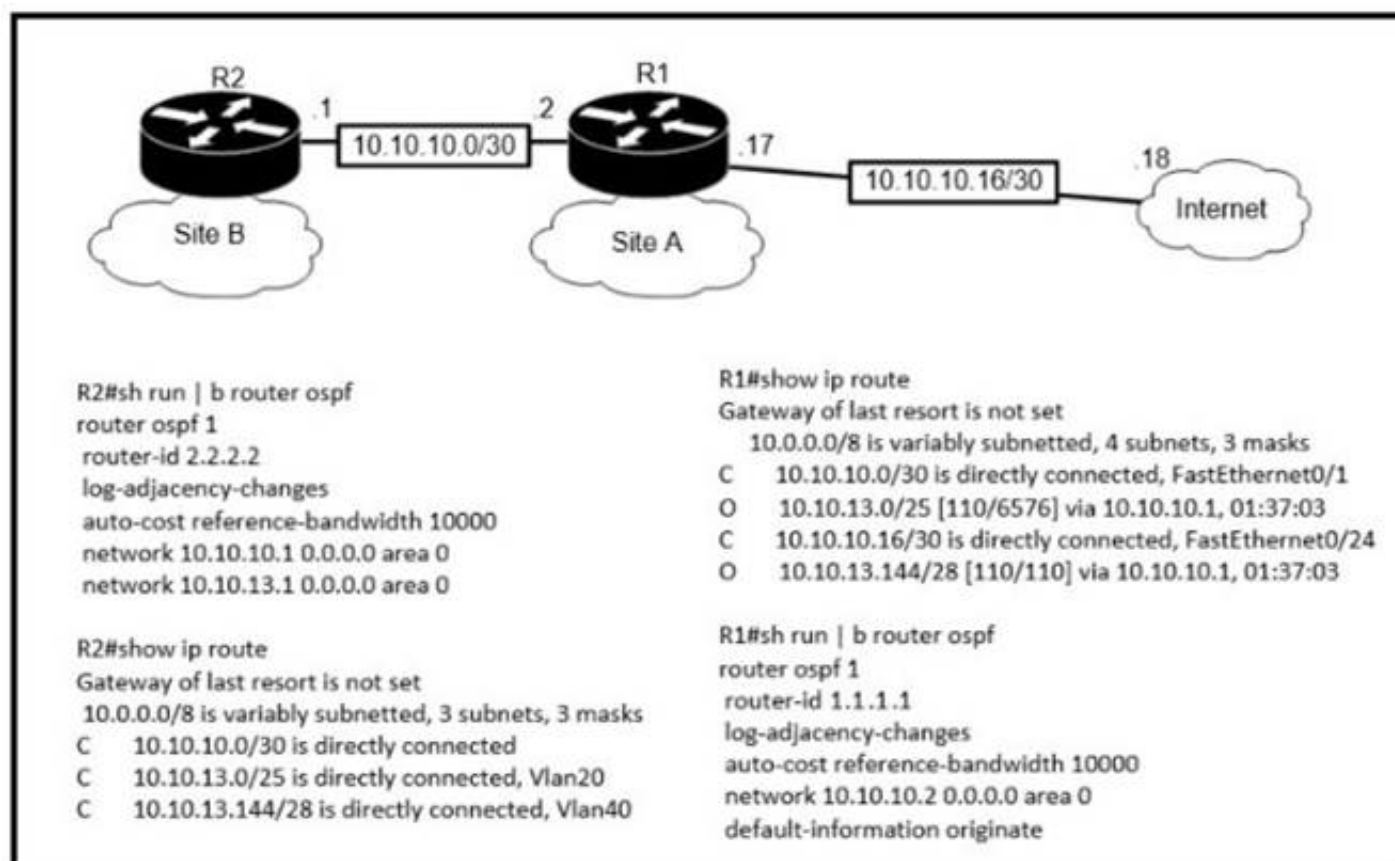 R2
R1
.1
.2
10.10.10.0/30
.17
10.10.10.16/30
.18
Internet
Site B
Site A
R2#sh run | b router ospf
router ospf 1
router-id 2.2.2.2
log-adjacency-changes
auto-cost reference-bandwidth 10000
network 10.10.10.1 0.0.0.0 area 0
network 10.10.13.1 0.0.0.0 area 0
R2#show ip route
Gateway of last resort is not set
10.0.0.0/8 is variably subnetted, 3 subnets, 3 masks
C 10.10.10.0/30 is directly connected
C 10.10.13.0/25 is directly connected, Vlan20
C 10.10.13.144/28 is directly connected, Vlan40
R1#show ip route
Gateway of last resort is not set
10.0.0.0/8 is variably subnetted, 4 subnets, 3 masks
C 10.10.10.0/30 is directly connected, FastEthernet0/1
O 10.10.13.0/25 [110/6576] via 10.10.10.1, 01:37:03
C 10.10.10.16/30 is directly connected, FastEthernet0/24
O 10.10.13.144/28 [110/110] via 10.10.10.1, 01:37:03
R1#sh run | b router ospf
router ospf 1
router-id 1.1.1.1
log-adjacency-changes
auto-cost reference-bandwidth 10000
network 10.10.10.2 0.0.0.0 area 0
default-information originate